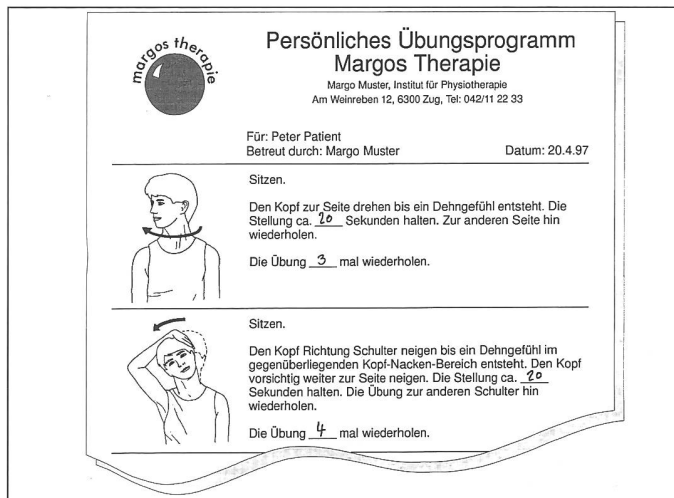 margos therapie
Persönliches Übungsprogramm
Margos Therapie
Margo Muster, Institut für Physiotherapie
Am Weinreben 12, 6300 Zug, Tel: 042/11 22 33
Für: Peter Patient
Betreut durch: Margo Muster Datum: 20.4.97
Sitzen.
Den Kopf zur Seite drehen bis ein Dehngefühl entsteht. Die
Stellung ca. 20 Sekunden halten. Zur anderen Seite hin
wiederholen.
Die Übung 3 mal wiederholen.
Sitzen.
Den Kopf Richtung Schulter neigen bis ein Dehngefühl im
gegenüberliegenden Kopf-Nacken-Bereich entsteht. Den Kopf
vorsichtig weiter zur Seite neigen. Die Stellung ca. 20
Sekunden halten. Die Übung zur anderen Schulter hin
wiederholen.
Die Übung 4 mal wiederholen.